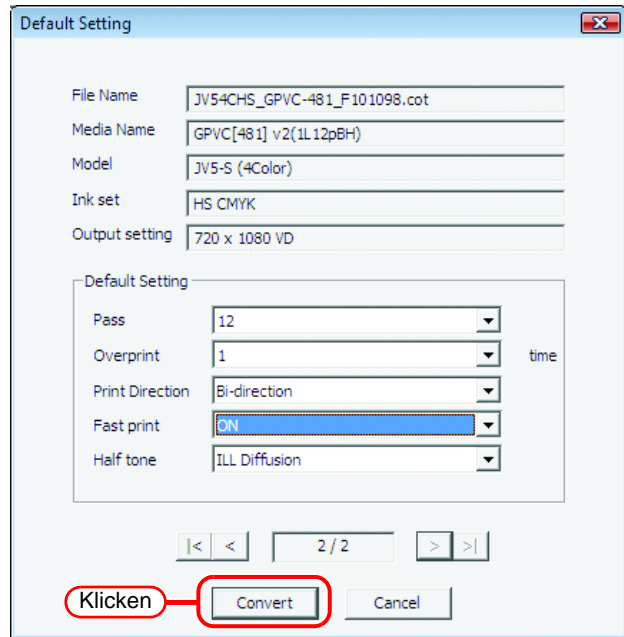 Default Setting
File Name JV54CHS_GPVC-481_F101098.cot
Media Name GPVC[481] v2(1L12pBH)
Model JV5-S (4Color)
Ink set HS CMYK
Output setting 720 x 1080 VD
Default Setting
Pass 12
Overprint 1 time
Print Direction Bi-direction
Fast print ON
Half tone ILL Diffusion
|< < 2 / 2 > >|
Klicken Convert Cancel